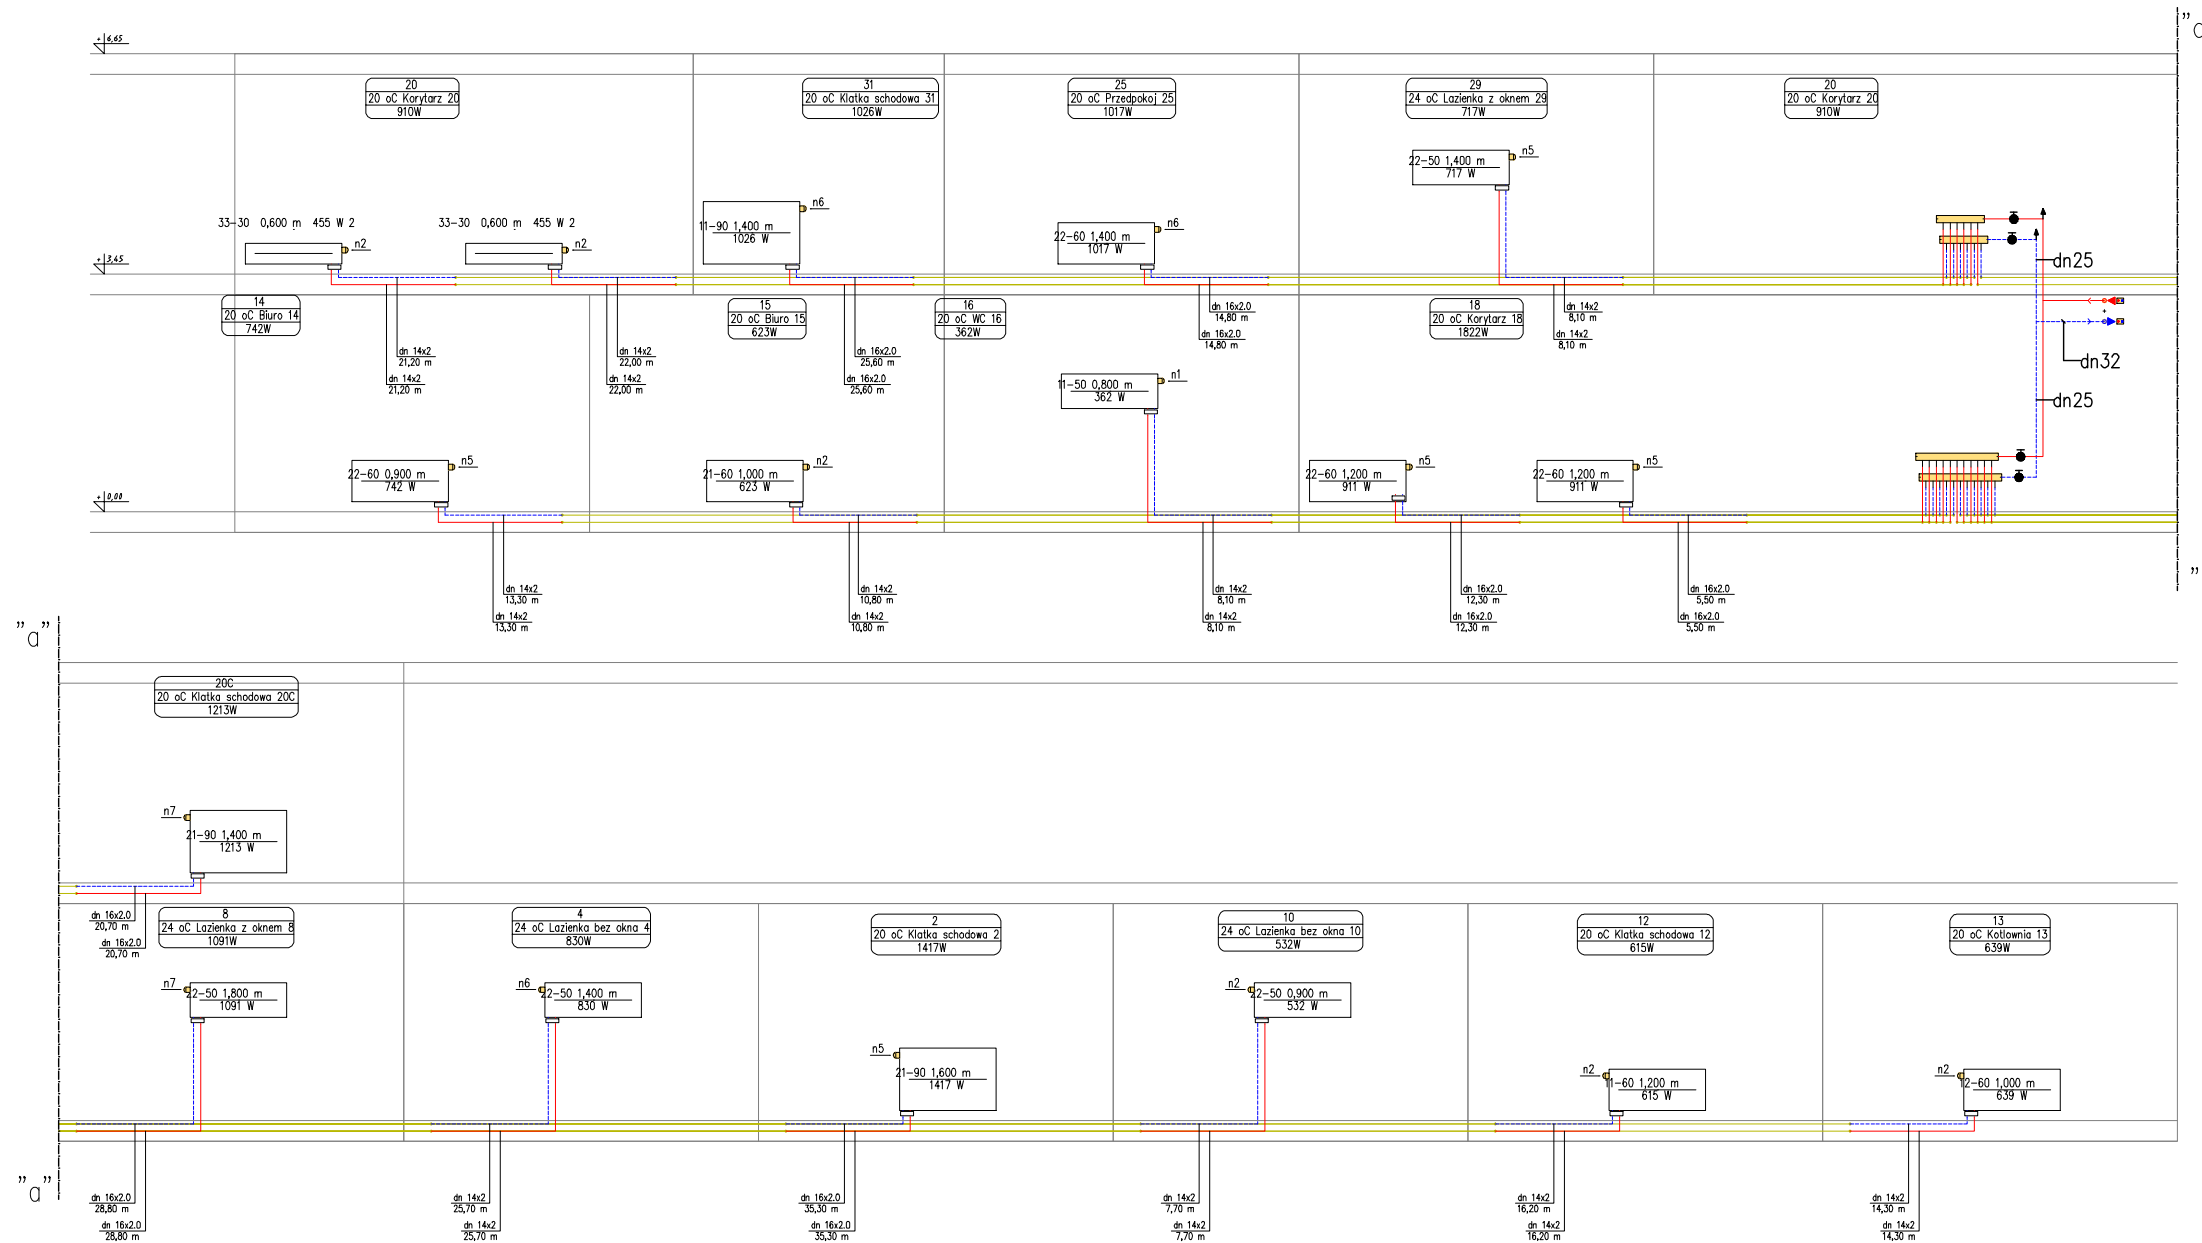 "a
+ 6,65
20
20 oC Korytarz 20
910W
31
20 oC Klatka schodowa 31
1026W
25
20 oC Przedpokoj 25
1017W
29
24 oC Lazienka z oknem 29
717W
20
20 oC Korytarz 20
910W
22-50 1,400 m
717 W
n5
33-30 0,600 m 455 W 2
n2
33-30 0,600 m 455 W 2
n2
11-90 1,400 m
1026 W
n6
22-60 1,400 m
1017 W
n6
+ 3,45
dn25
14
20 oC Biuro 14
742W
15
20 oC Biuro 15
623W
16
20 oC WC 16
362W
18
20 oC Korytarz 18
1822W
dn 14x2
21,20 m
dn 14x2
21,20 m
dn 14x2
22,00 m
dn 14x2
22,00 m
dn 16x2.0
25,60 m
dn 16x2.0
25,60 m
dn 16x2.0
14,80 m
dn 16x2.0
14,80 m
dn 14x2
8,10 m
dn 14x2
8,10 m
+
dn32
dn25
11-50 0,800 m
362 W
n1
22-60 0,900 m
742 W
n5
21-60 1,000 m
623 W
n2
22-60 1,200 m
911 W
n5
22-60 1,200 m
911 W
n5
+ 0,00
dn 14x2
13,30 m
dn 14x2
13,30 m
dn 14x2
10,80 m
dn 14x2
10,80 m
dn 14x2
8,10 m
dn 14x2
8,10 m
dn 16x2.0
12,30 m
dn 16x2.0
12,30 m
dn 16x2.0
5,50 m
dn 16x2.0
5,50 m
"
"a"
20C
20 oC Klatka schodowa 20C
1213W
n7
21-90 1,400 m
1213 W
dn 16x2.0
20,70 m
dn 16x2.0
20,70 m
8
24 oC Lazienka z oknem 8
1091W
4
24 oC Lazienka bez okna 4
830W
2
20 oC Klatka schodowa 2
1417W
10
24 oC Lazienka bez okna 10
532W
12
20 oC Klatka schodowa 12
615W
13
20 oC Kotlownia 13
639W
n7
22-50 1,800 m
1091 W
n6
22-50 1,400 m
830 W
n5
21-90 1,600 m
1417 W
n2
22-50 0,900 m
532 W
n2
11-60 1,200 m
615 W
n2
12-60 1,000 m
639 W
"a"
dn 16x2.0
28,80 m
dn 16x2.0
28,80 m
dn 14x2
25,70 m
dn 14x2
25,70 m
dn 16x2.0
35,30 m
dn 16x2.0
35,30 m
dn 14x2
7,70 m
dn 14x2
7,70 m
dn 14x2
16,20 m
dn 14x2
16,20 m
dn 14x2
14,30 m
dn 14x2
14,30 m